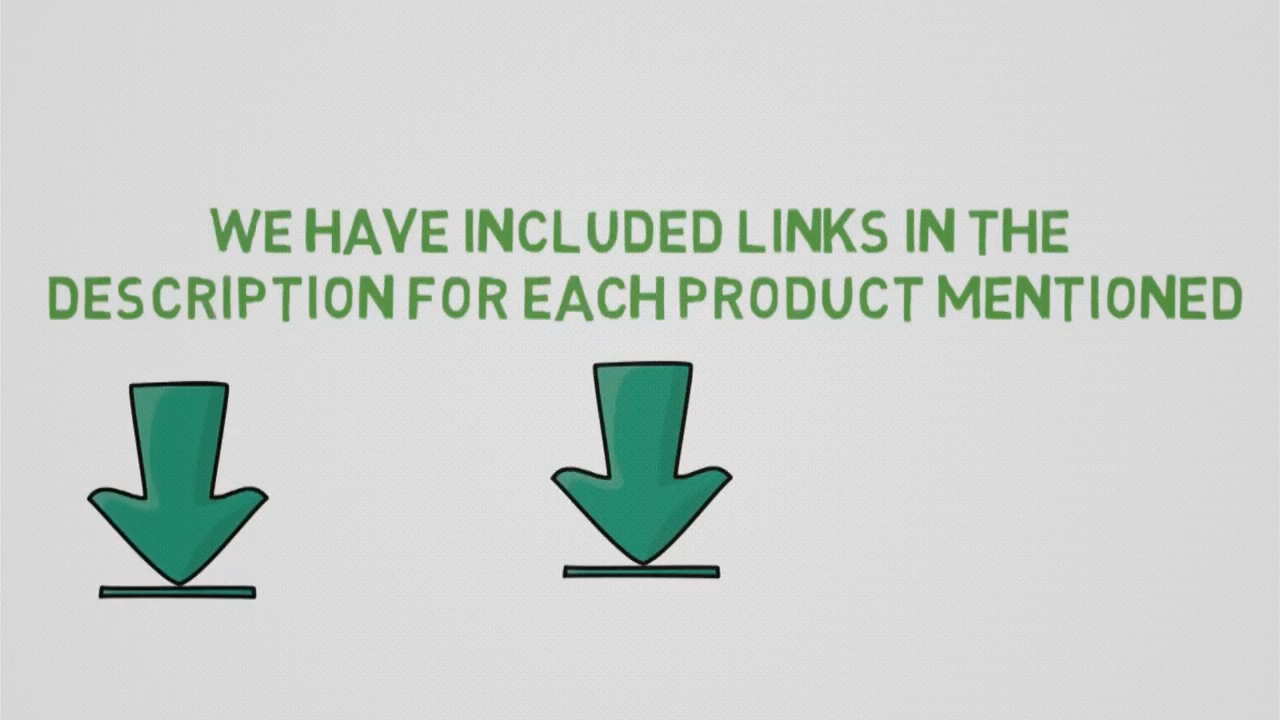 WE HAVE INCLUDED LINKS IN THE
DESCRIPTION FOR EACH PRODUCT MENTIONED